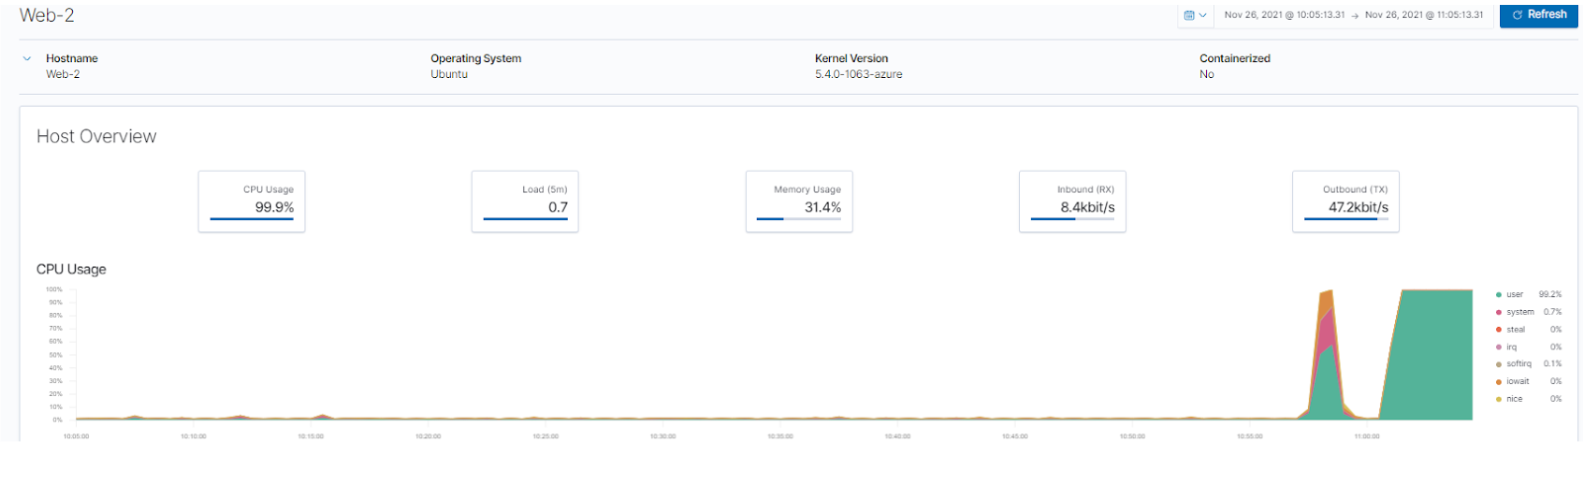 Web-2
Nov 26, 2021 @ 10:05:13.31 → Nov 26, 2021 @ 11:05:13.31
Refresh
Hostname Operating System Kernel Version Containerized
Web-2 Ubuntu 5.4.0-1063-azure No
Host Overview
CPU Usage Load (5m) Memory Usage Inbound (RX) Outbound (TX)
99.9% 0.7 31.4% 8.4kbit/s 47.2kbit/s
CPU Usage
100%
90%
80%
70%
60%
50%
40%
30%
20%
10%
0%
user 99.2%
system 0.7%
steal 0%
irq 0%
softirq 0.1%
iowait 0%
nice 0%
10:05:00 10:10:00 10:15:00 10:20:00 10:25:00 10:30:00 10:35:00 10:40:00 10:45:00 10:50:00 10:55:00 11:00:00